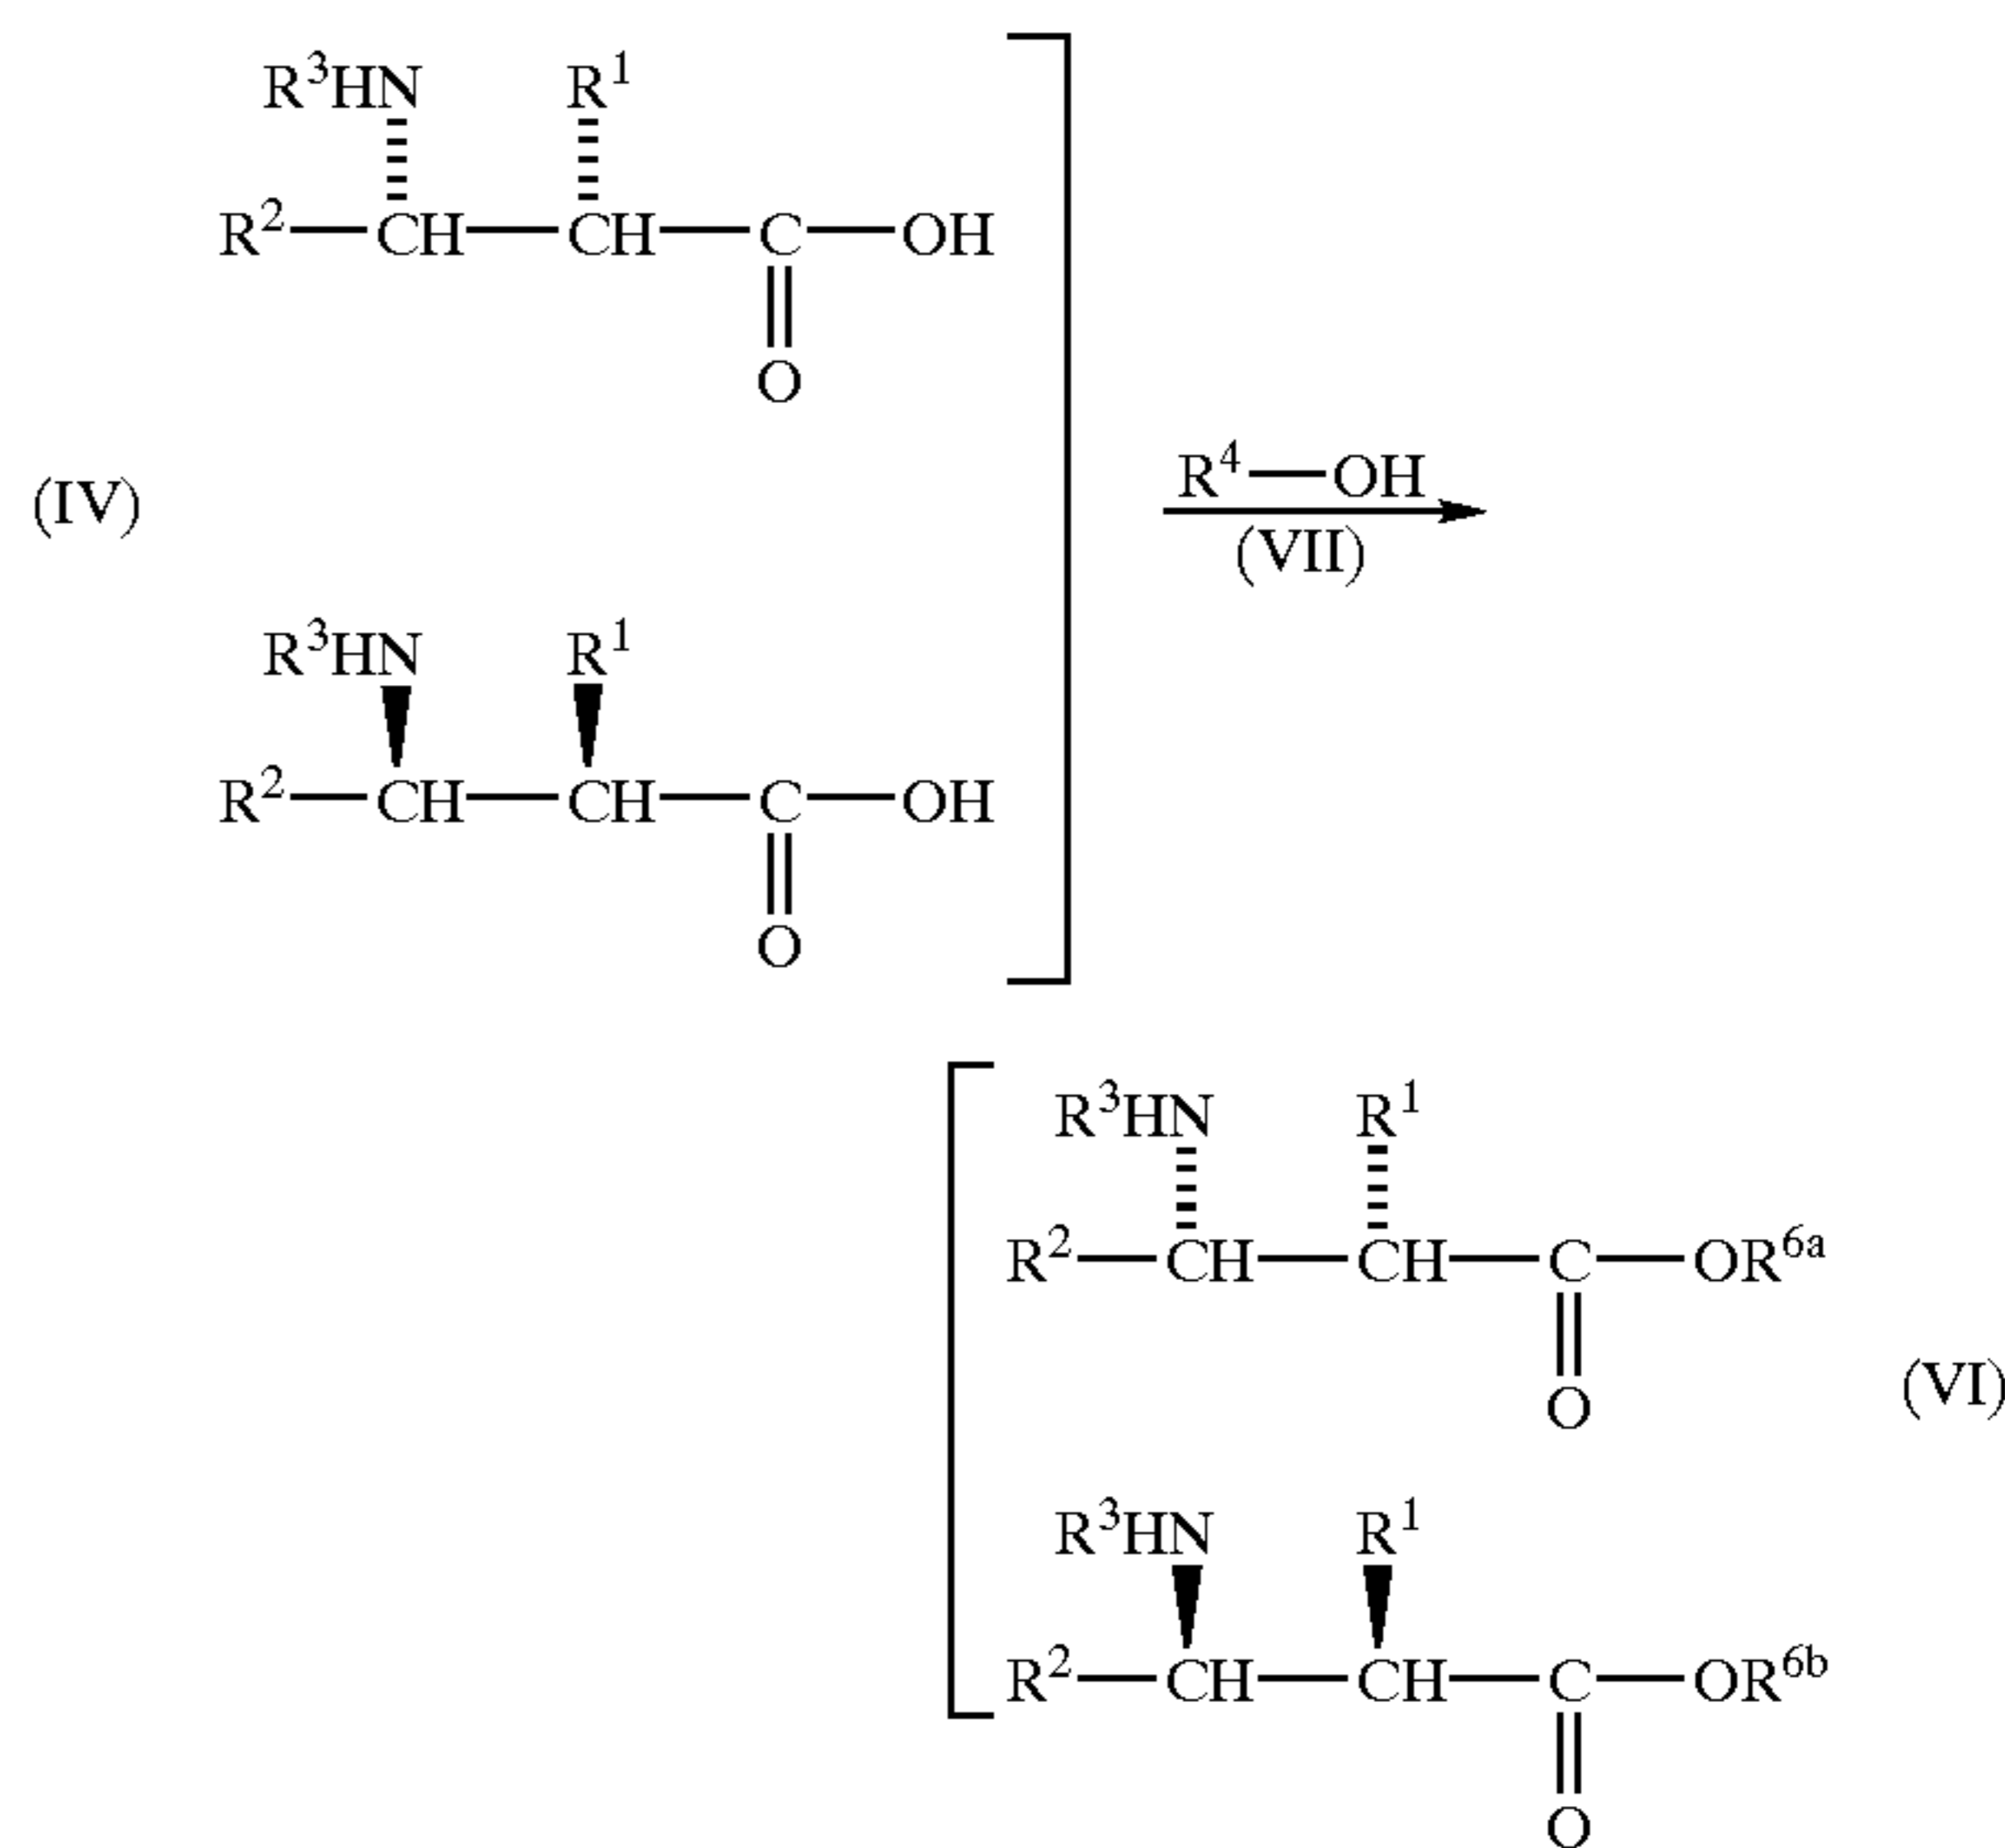 R³HN R¹
R² CH CH C OH
O
(IV)
R⁴—OH
(VII)
R³HN R¹
R² CH CH C OH
O
R³HN R¹
R² CH CH C OR⁶ᵃ
O
(VI)
R³HN R¹
R² CH CH C OR⁶ᵇ
O